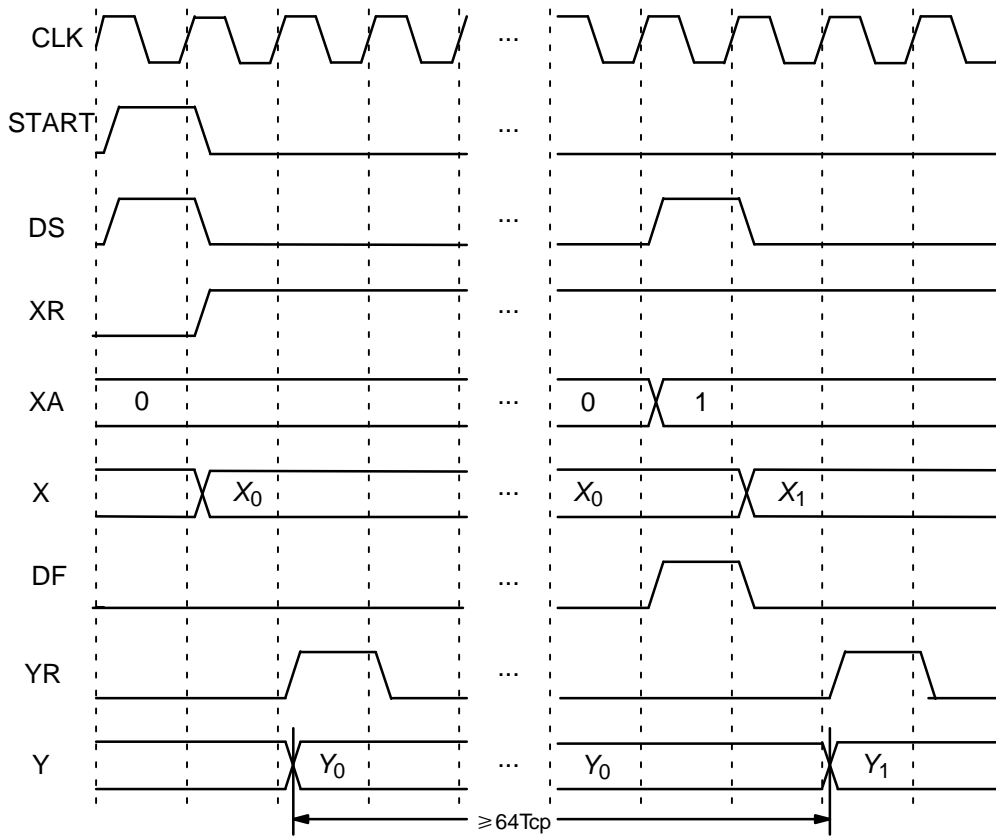 CLK ...
START ...
DS ...
XR ...
XA 0 ... 0 1
X X0 ... X0 X1
DF ...
YR ...
Y Y0 ... Y0 Y1
≥64Tcp